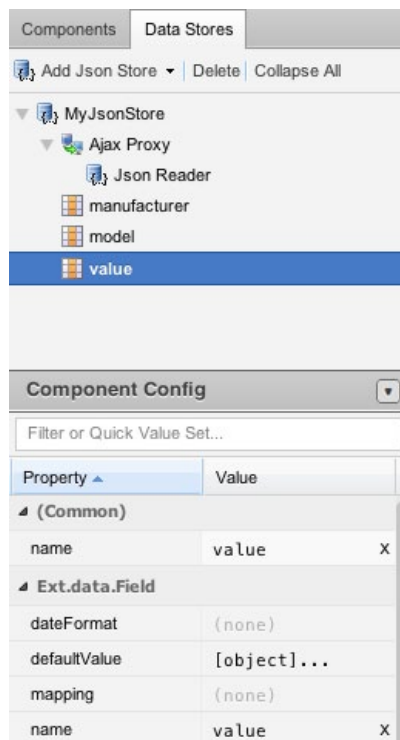 Components Data Stores
Add Json Store Delete Collapse All
MyJsonStore
Ajax Proxy
Json Reader
manufacturer
model
value
Component Config
Filter or Quick Value Set...
Property Value
(Common)
name value x
Ext.data.Field
dateFormat (none)
defaultValue [object]...
mapping (none)
name value x